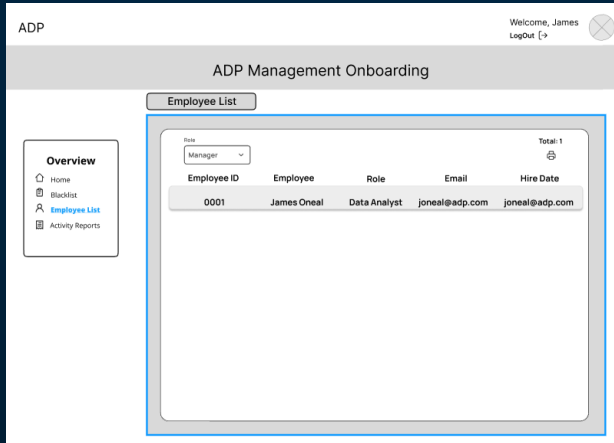 ADP
Welcome, James
LogOut
ADP Management Onboarding
Employee List
Overview
Home
Blacklist
Employee List
Activity Reports
Role
Manager
Total: 1
Employee ID Employee Role Email Hire Date
0001 James Oneal Data Analyst joneal@adp.com joneal@adp.com